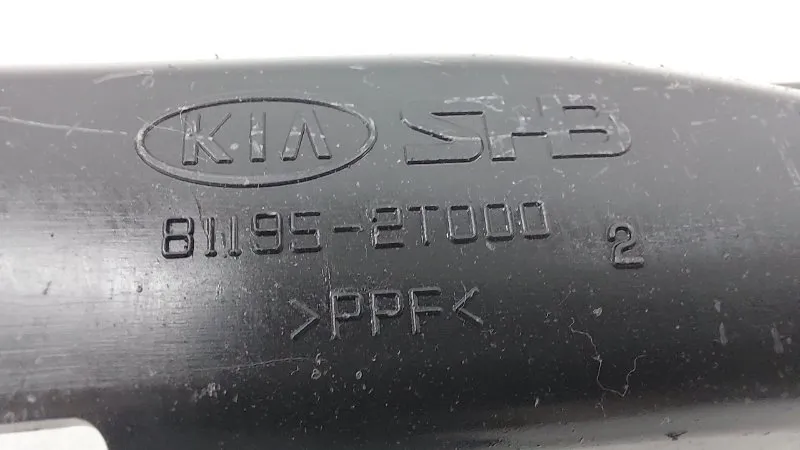 KIA SHB
81195-2T000 2
>PPF<